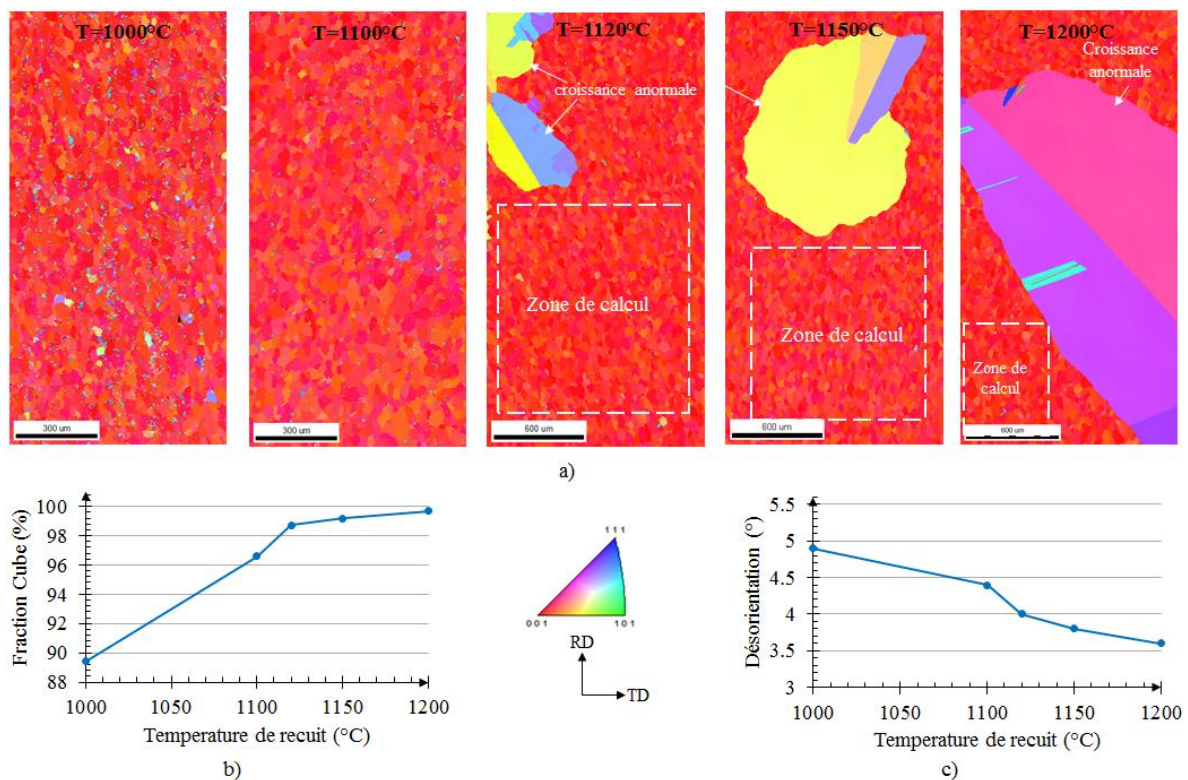 T=1000°C
T=1100°C
T=1120°C
T=1150°C
T=1200°C
croissance anormale
Croissance
anormale
Zone de calcul
Zone de calcul
Zone de
calcul
300 um
300 um
600 um
600 um
600 um
a)
Fraction Cube (%)
100
98
96
94
92
90
88
1000
1050
1100
1150
1200
Temperature de recuit (°C)
b)
111
001
101
RD
TD
Désorientation (°)
5.5
5
4.5
4
3.5
3
1000
1050
1100
1150
1200
Temperature de recuit (°C)
c)